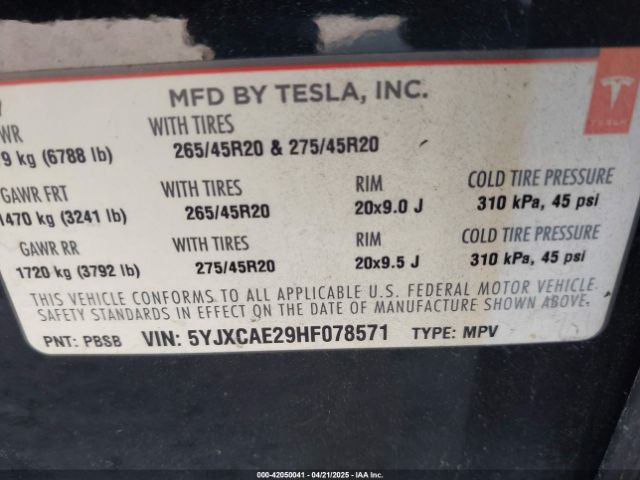 MFD BY TESLA, INC.
TESLA
WR WITH TIRES
9 kg (6788 lb) 265/45R20 & 275/45R20
GAWR FRT WITH TIRES RIM COLD TIRE PRESSURE
1470 kg (3241 lb) 265/45R20 20x9.0 J 310 kPa, 45 psi
GAWR RR WITH TIRES RIM COLD TIRE PRESSURE
1720 kg (3792 lb) 275/45R20 20x9.5 J 310 kPa, 45 psi
THIS VEHICLE CONFORMS TO ALL APPLICABLE U.S. FEDERAL MOTOR VEHICLE
SAFETY STANDARDS IN EFFECT ON THE DATE OF MANUFACTURE SHOWN ABOVE.
PNT: PBSB VIN: 5YJXCAE29HF078571 TYPE: MPV
000-42050041 - 04/21/2025 - IAA Inc.